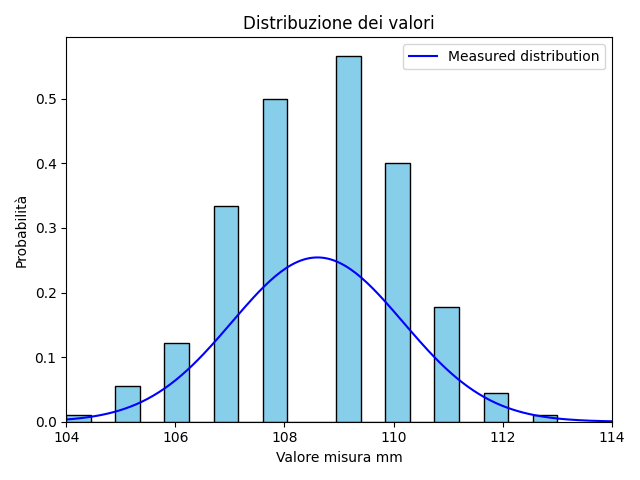 Distribuzione dei valori
Measured distribution
Probabilità
0.5
0.4
0.3
0.2
0.1
0.0
104 106 108 110 112 114
Valore misura mm